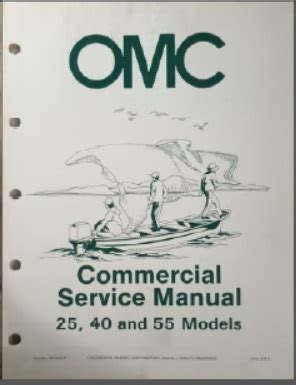 OMC
Commercial
Service Manual
25, 40 and 55 Models